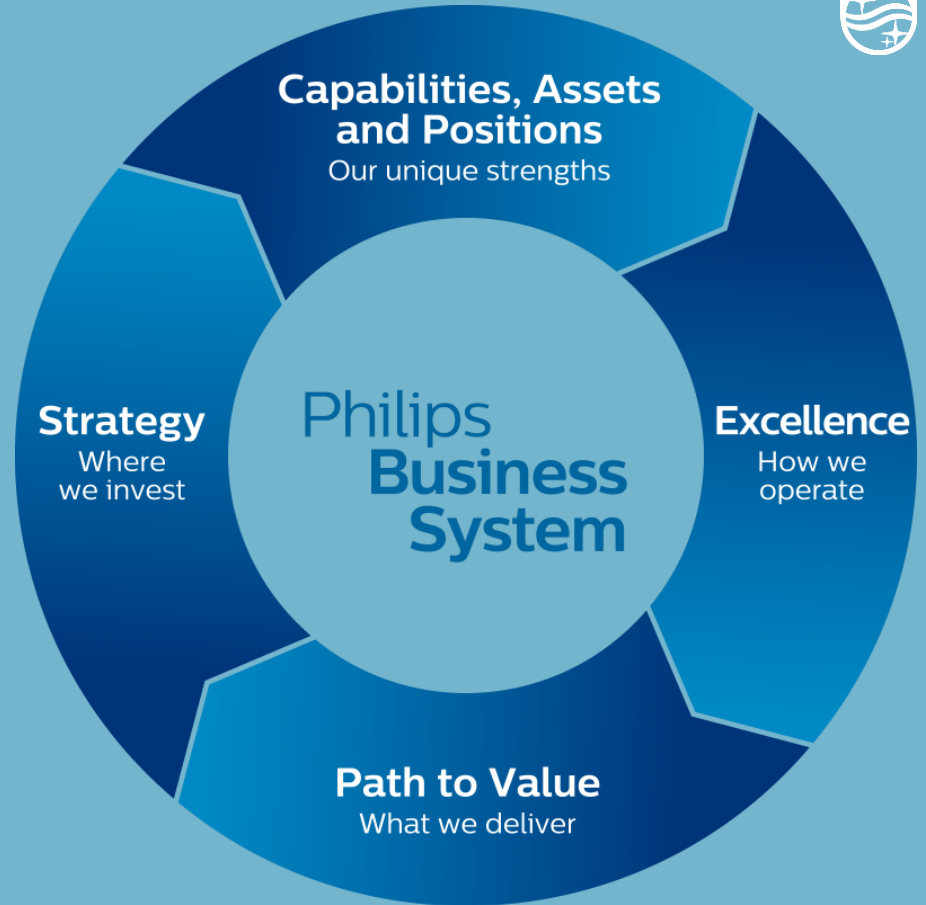 Capabilities, Assets
and Positions
Our unique strengths
Strategy
Where
we invest
Philips
Business
System
Excellence
How we
operate
Path to Value
What we deliver